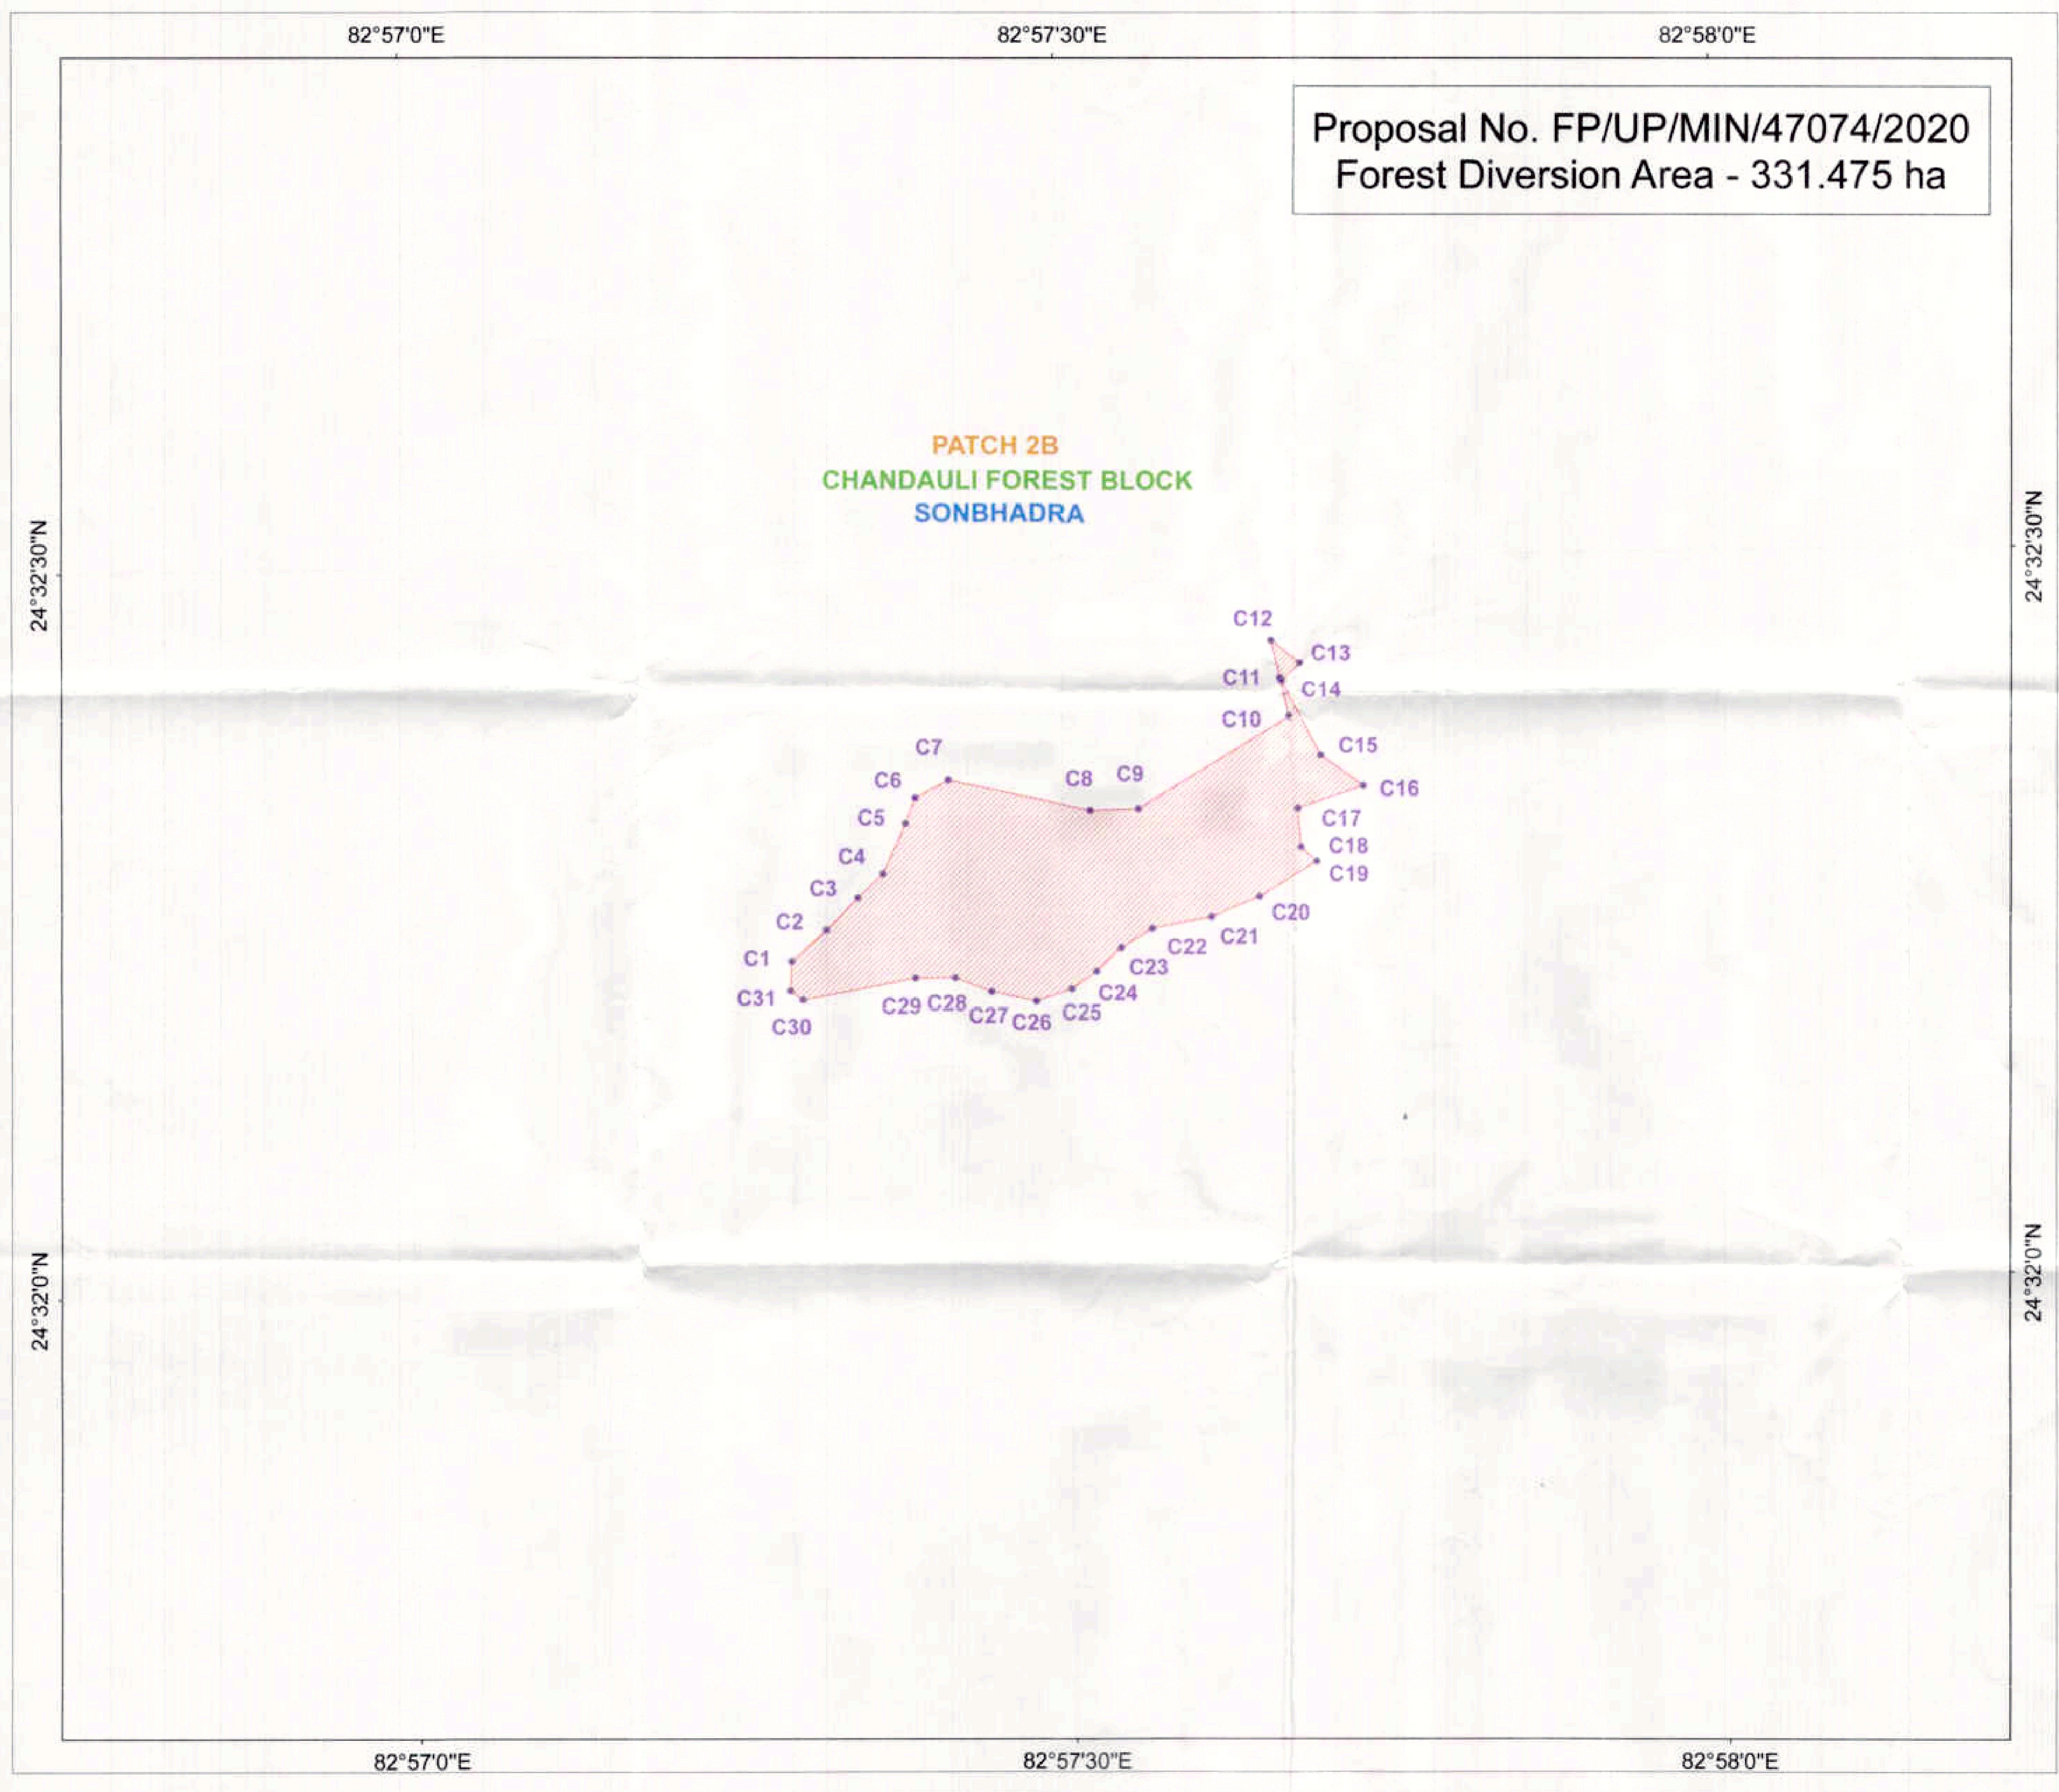 82°57'0"E
82°57'30"E
82°58'0"E
Proposal No. FP/UP/MIN/47074/2020
Forest Diversion Area - 331.475 ha
PATCH 2B
CHANDAULI FOREST BLOCK
SONBHADRA
24°32'30"N
24°32'30"N
C12
C13
C11
C14
C10
C15
C7
C8
C9
C6
C16
C5
C17
C4
C18
C3
C19
C2
C20
C21
C22
C1
C23
C31
C24
C29
C28
C27
C26
C25
C30
24°32'0"N
24°32'0"N
82°57'0"E
82°57'30"E
82°58'0"E